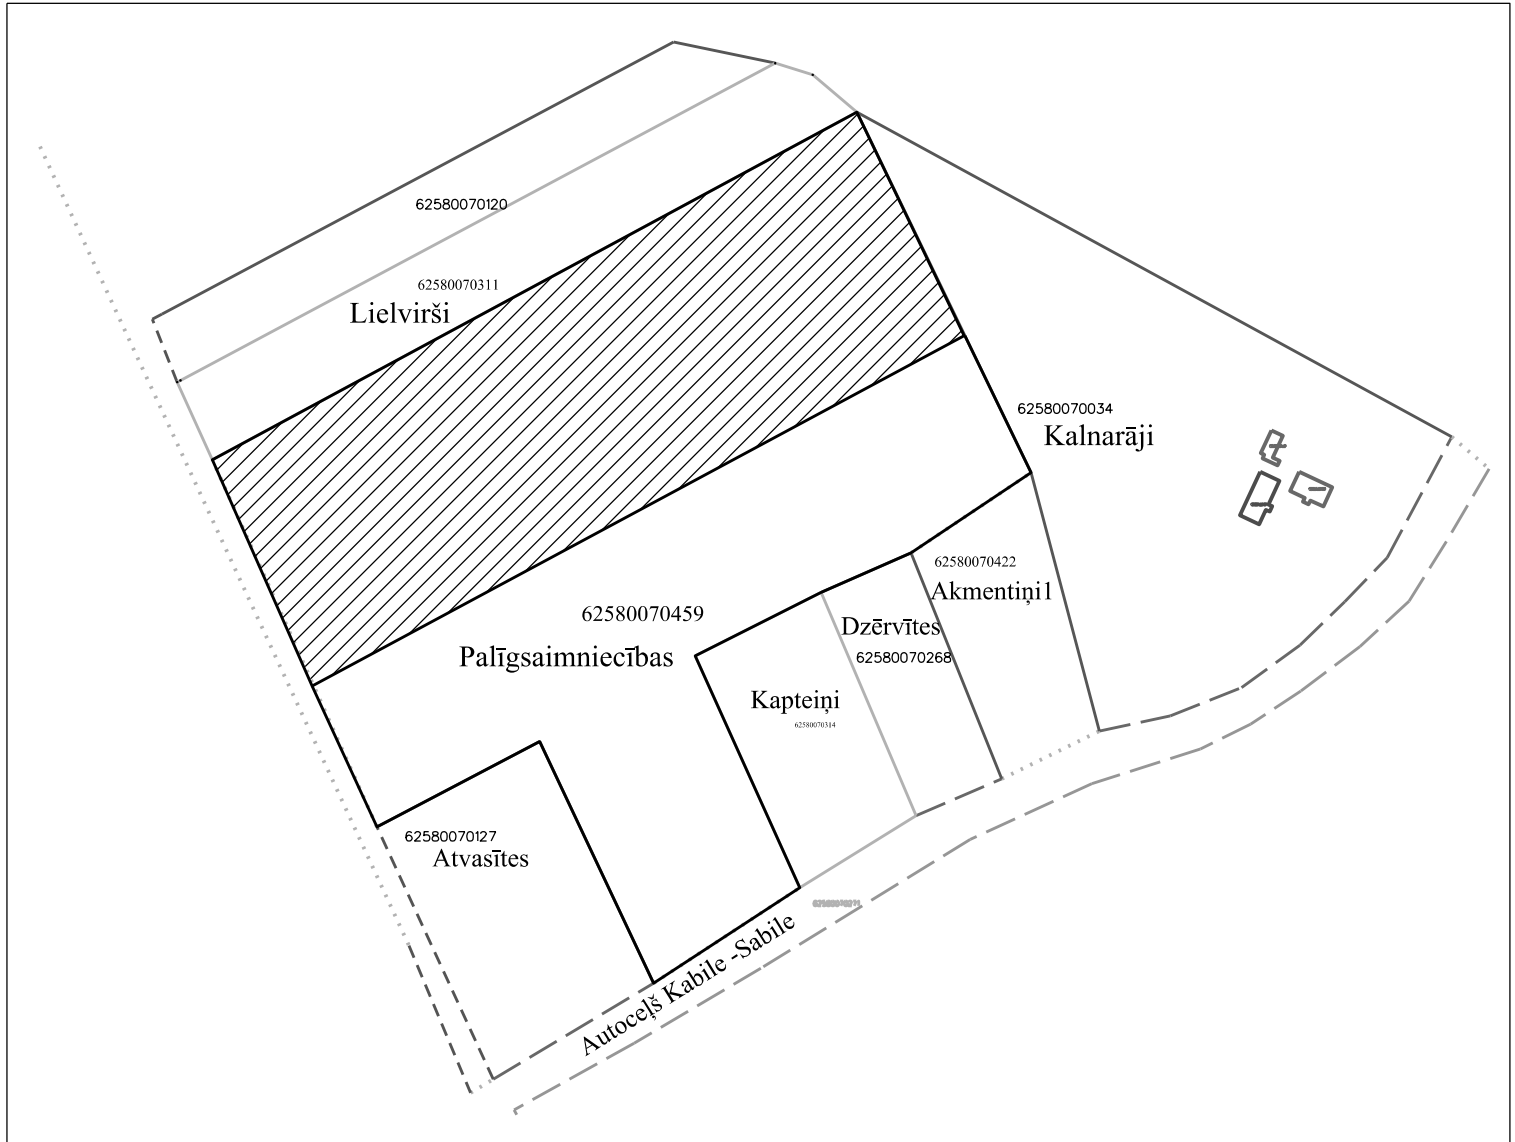 62580070120
62580070311
Lielvirši
62580070034
Kalnarāji
62580070422
Akmentiņi1
62580070459
Palīgsaimniecības
Dzērvītes
62580070268
Kapteiņi
62580070314
62580070127
Atvasītes
Autoceļš Kabile -Sabile